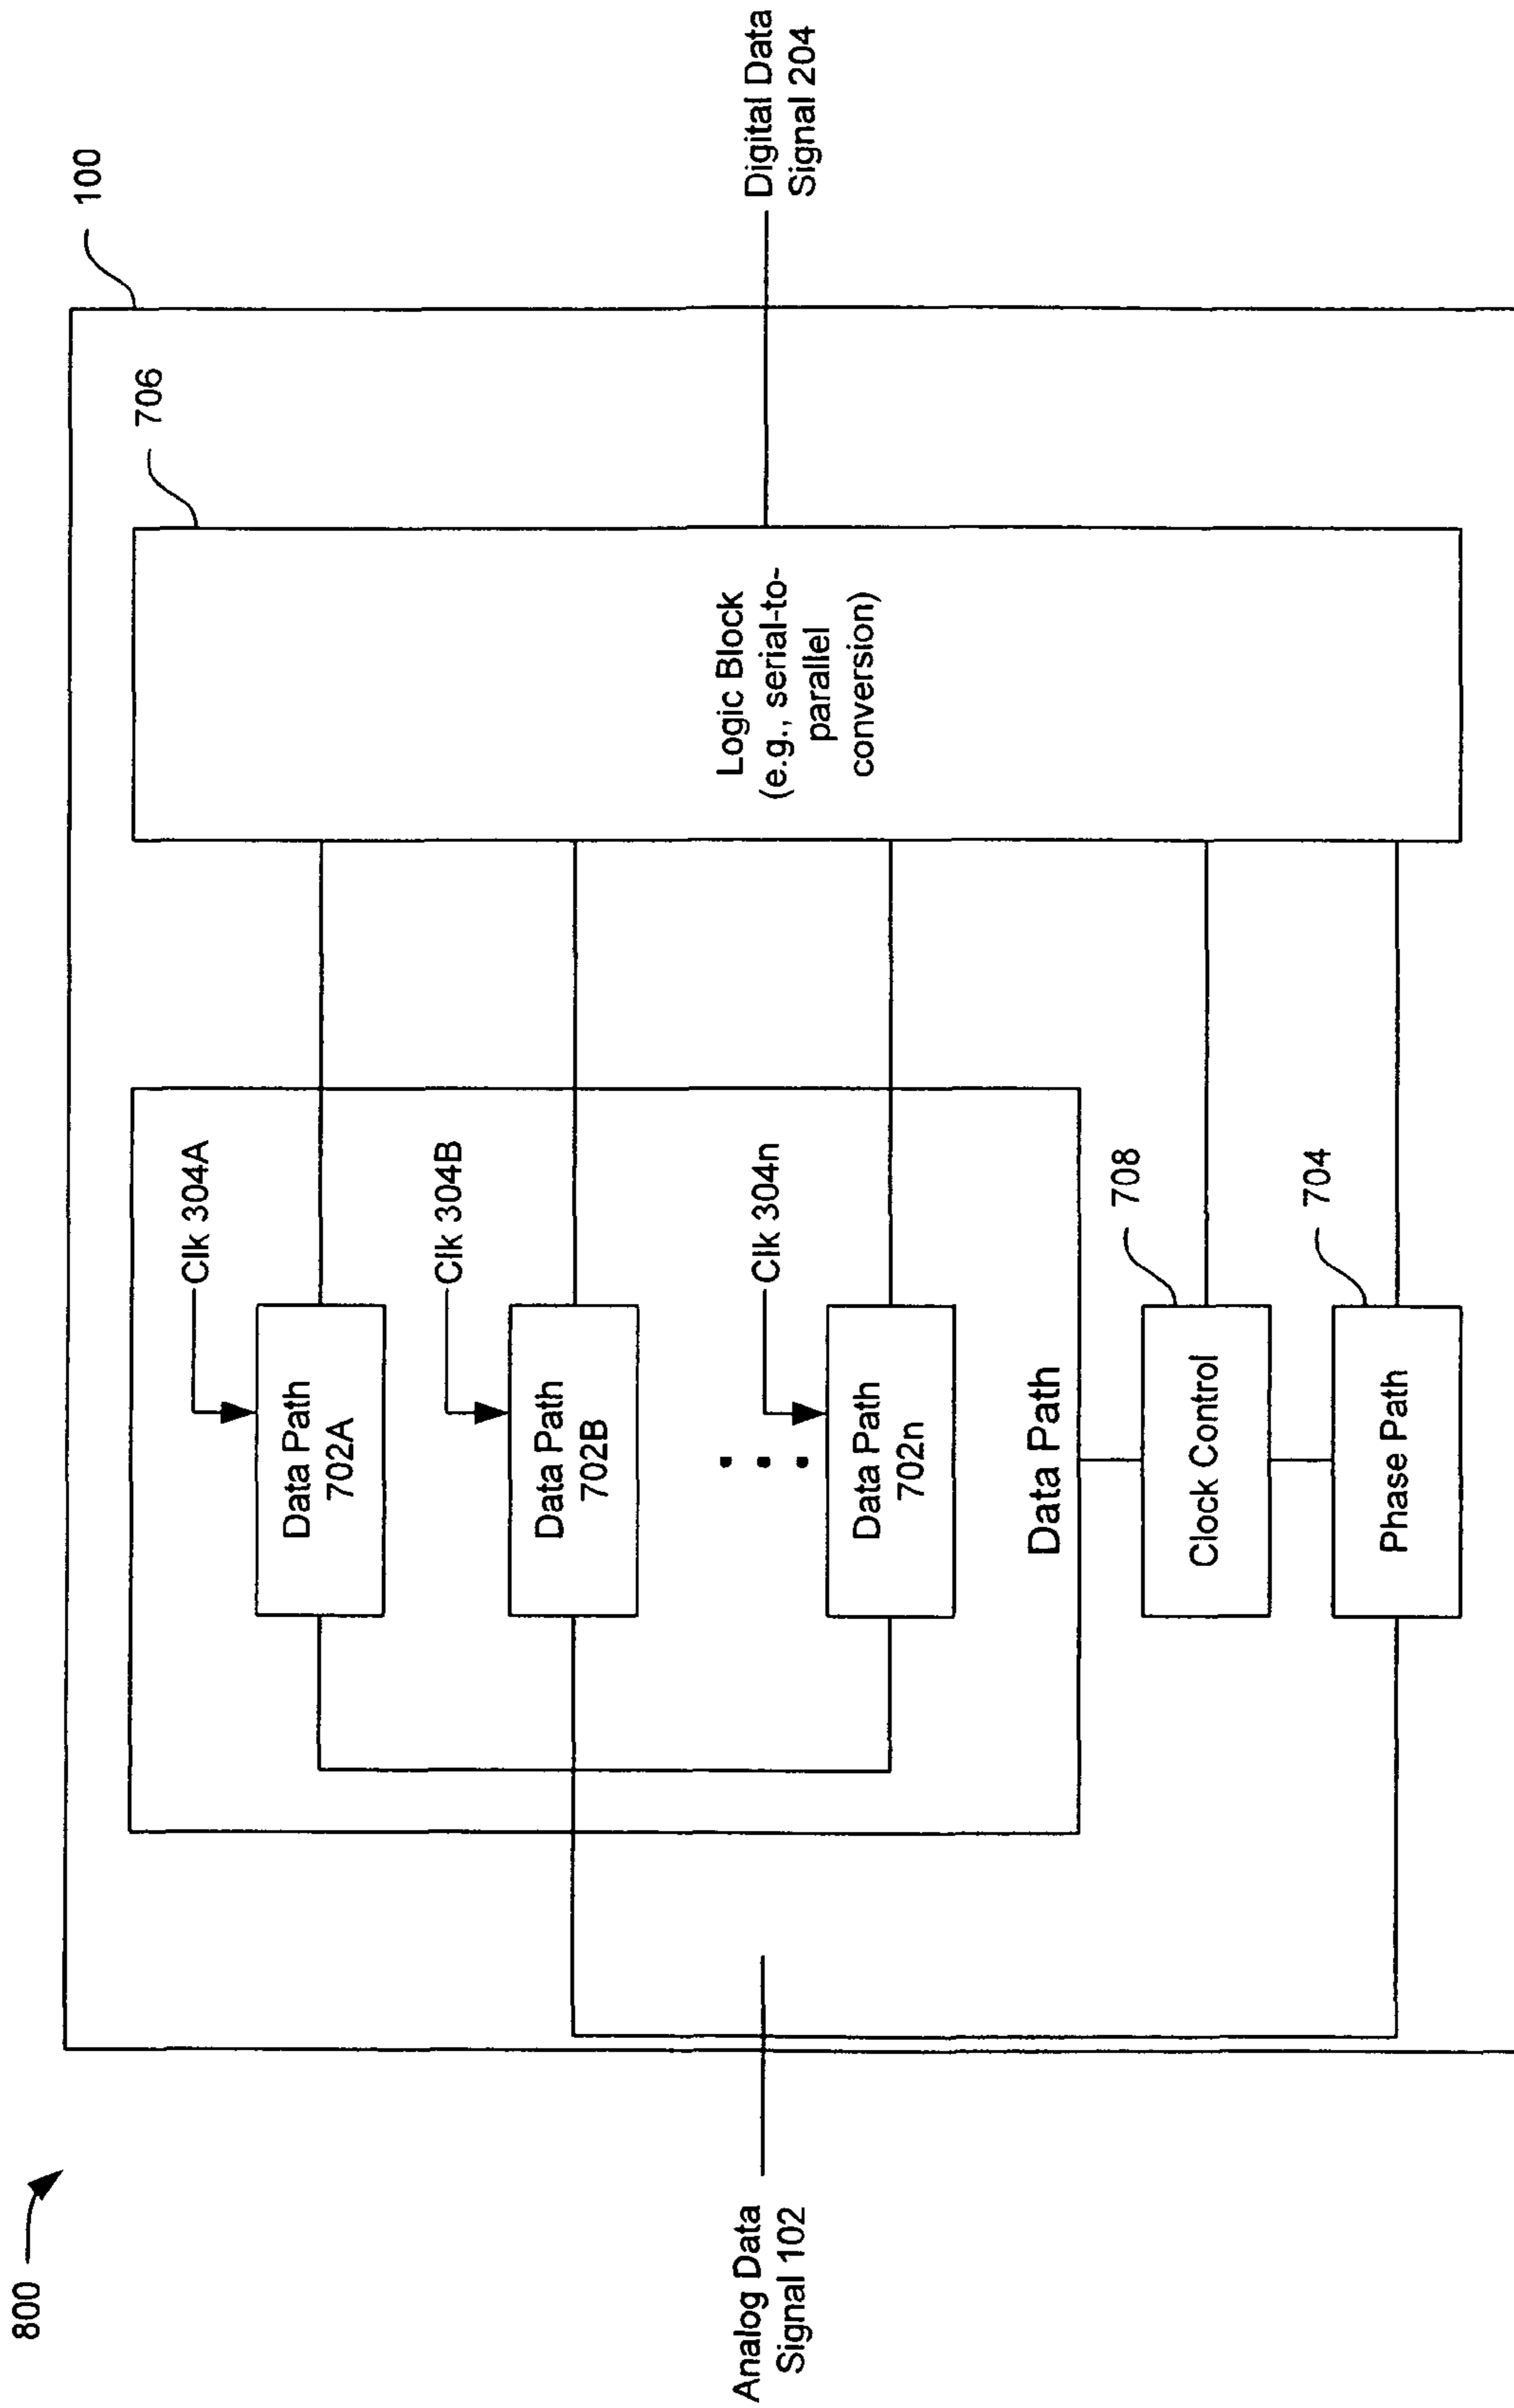 800
100
706
Clk 304A
Data Path
702A
Clk 304B
Data Path
702B
Clk 304n
Data Path
702n
Data Path
708
Clock Control
704
Phase Path
Logic Block
(e.g., serial-to-
parallel
conversion)
Analog Data
Signal 102
Digital Data
Signal 204